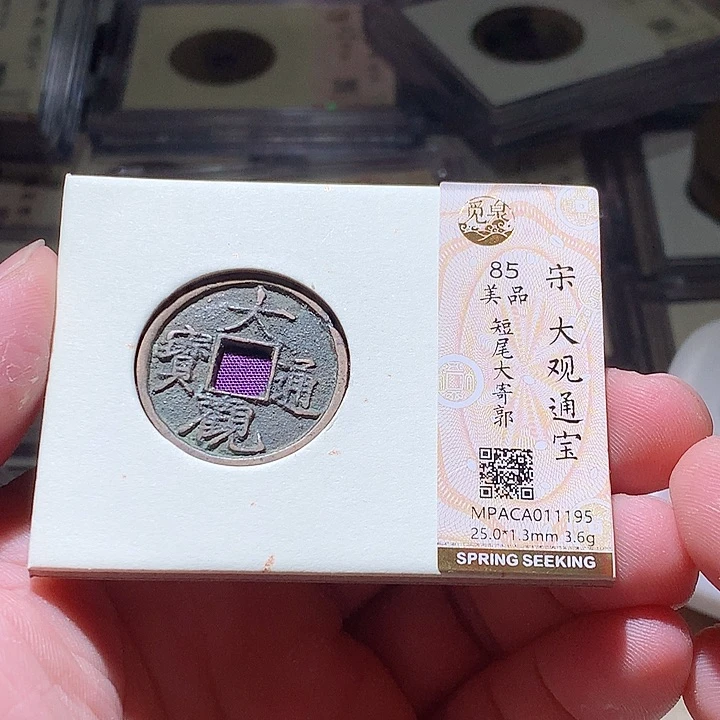 大
寶 通
觀
觅泉
85
美品
宋 大观通宝
短尾大寄郭
MPACA011195
25.0*1.3mm 3.6g
SPRING SEEKING